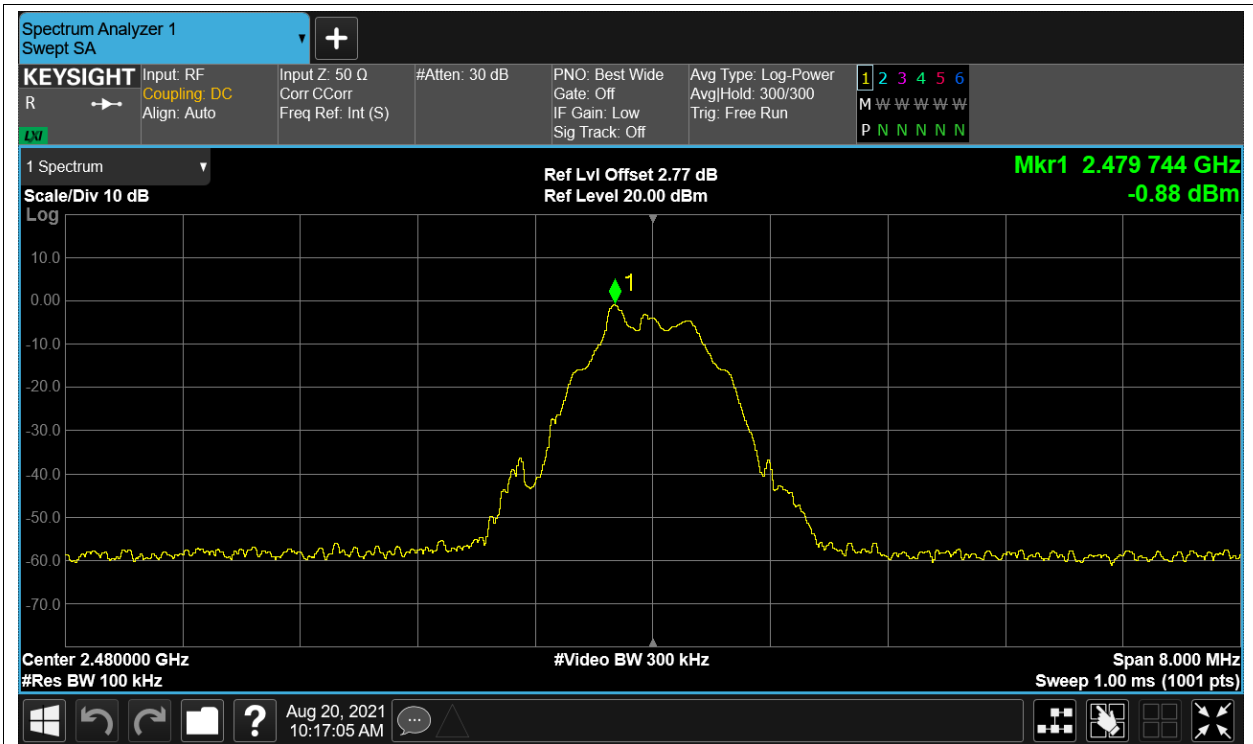 Spectrum Analyzer 1
Swept SA
KEYSIGHT
R
LXI
Input: RF
Coupling: DC
Align: Auto
Input Z: 50 Ω
Corr CCorr
Freq Ref: Int (S)
#Atten: 30 dB
PNO: Best Wide
Gate: Off
IF Gain: Low
Sig Track: Off
Avg Type: Log-Power
Avg|Hold: 300/300
Trig: Free Run
1 2 3 4 5 6
M W W W W W
P N N N N N
1 Spectrum
Scale/Div 10 dB
Log
Ref Lvl Offset 2.77 dB
Ref Level 20.00 dBm
Mkr1 2.479 744 GHz
-0.88 dBm
10.0
0.00
-10.0
-20.0
-30.0
-40.0
-50.0
-60.0
-70.0
1
Center 2.480000 GHz
#Res BW 100 kHz
#Video BW 300 kHz
Span 8.000 MHz
Sweep 1.00 ms (1001 pts)
?
Aug 20, 2021
10:17:05 AM